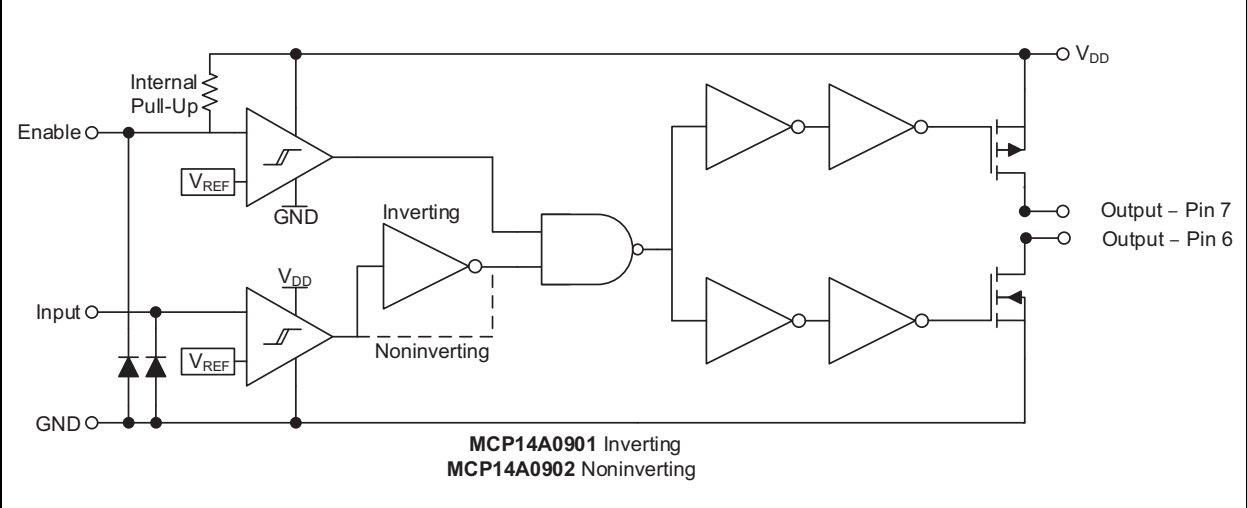 V_DD
Internal
Pull-Up
Enable
V_REF
GND
Inverting
Output – Pin 7
Output – Pin 6
V_DD
Input
Noninverting
V_REF
GND
MCP14A0901 Inverting
MCP14A0902 Noninverting